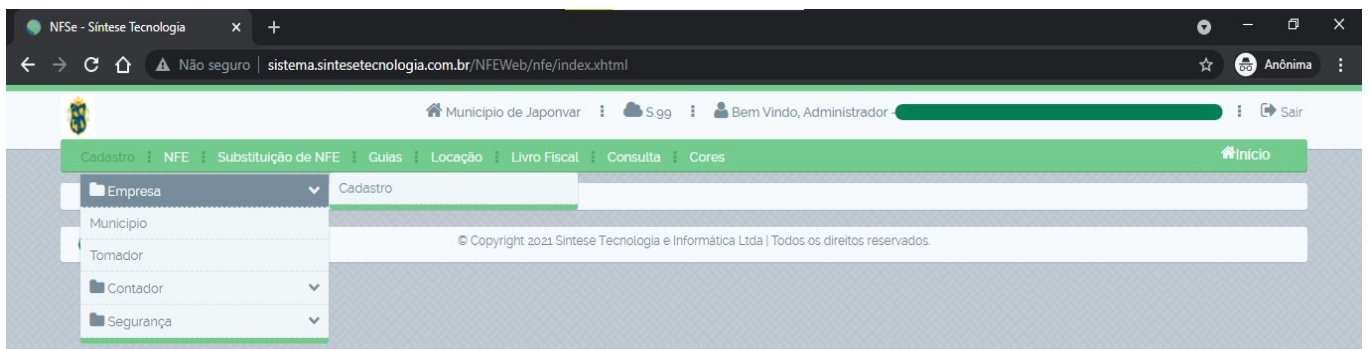 NFSe - Síntese Tecnologia
Não seguro | sistema.sintesetecnologia.com.br/NFEWeb/nfe/index.xhtml
Anônima
Municipio de Japonvar
S.99
Bem Vindo, Administrador -
Sair
Cadastro NFE Substituição de NFE Guias Locação Livro Fiscal Consulta Cores
Inicio
Empresa
Cadastro
Municipio
Tomador
Contador
Segurança
© Copyright 2021 Sintese Tecnologia e Informática Ltda | Todos os direitos reservados.